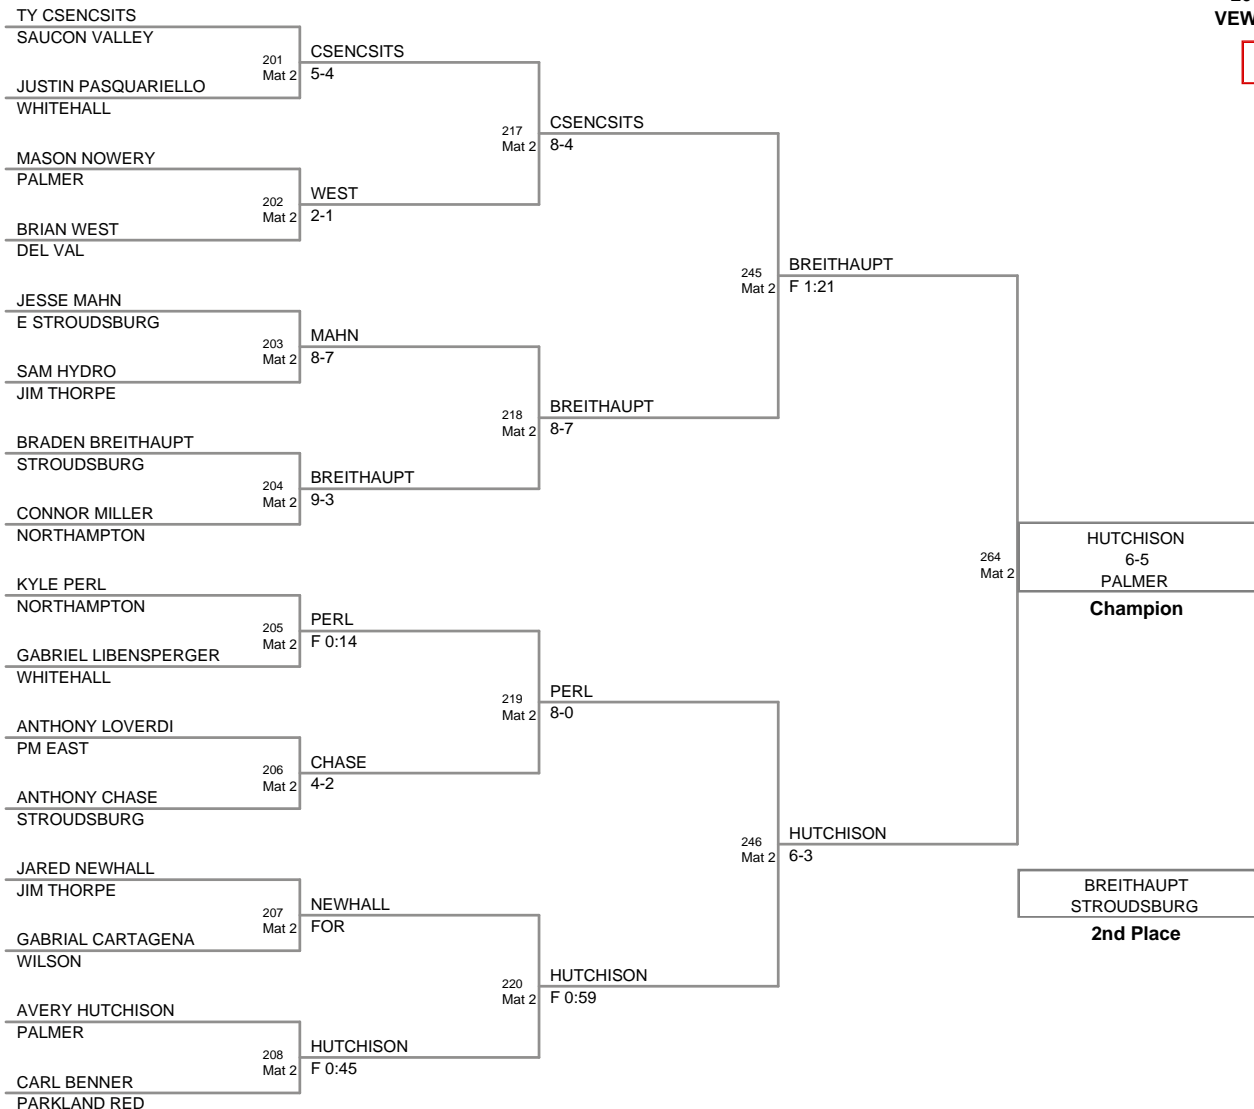 VEW
TY CSENCSITS
SAUCON VALLEY
201
Mat 2
CSENCSITS
5-4
JUSTIN PASQUARIELLO
WHITEHALL
217
Mat 2
CSENCSITS
8-4
MASON NOWERY
PALMER
202
Mat 2
WEST
2-1
BRIAN WEST
DEL VAL
245
Mat 2
BREITHAUPT
F 1:21
JESSE MAHN
E STROUDSBURG
203
Mat 2
MAHN
8-7
SAM HYDRO
JIM THORPE
218
Mat 2
BREITHAUPT
8-7
BRADEN BREITHAUPT
STROUDSBURG
204
Mat 2
BREITHAUPT
9-3
CONNOR MILLER
NORTHAMPTON
264
Mat 2
HUTCHISON
6-5
PALMER
Champion
KYLE PERL
NORTHAMPTON
205
Mat 2
PERL
F 0:14
GABRIEL LIBENSPERGER
WHITEHALL
219
Mat 2
PERL
8-0
ANTHONY LOVERDI
PM EAST
206
Mat 2
CHASE
4-2
ANTHONY CHASE
STROUDSBURG
246
Mat 2
HUTCHISON
6-3
JARED NEWHALL
JIM THORPE
207
Mat 2
NEWHALL
FOR
GABRIAL CARTAGENA
WILSON
BREITHAUPT
STROUDSBURG
2nd Place
220
Mat 2
HUTCHISON
F 0:59
AVERY HUTCHISON
PALMER
208
Mat 2
HUTCHISON
F 0:45
CARL BENNER
PARKLAND RED